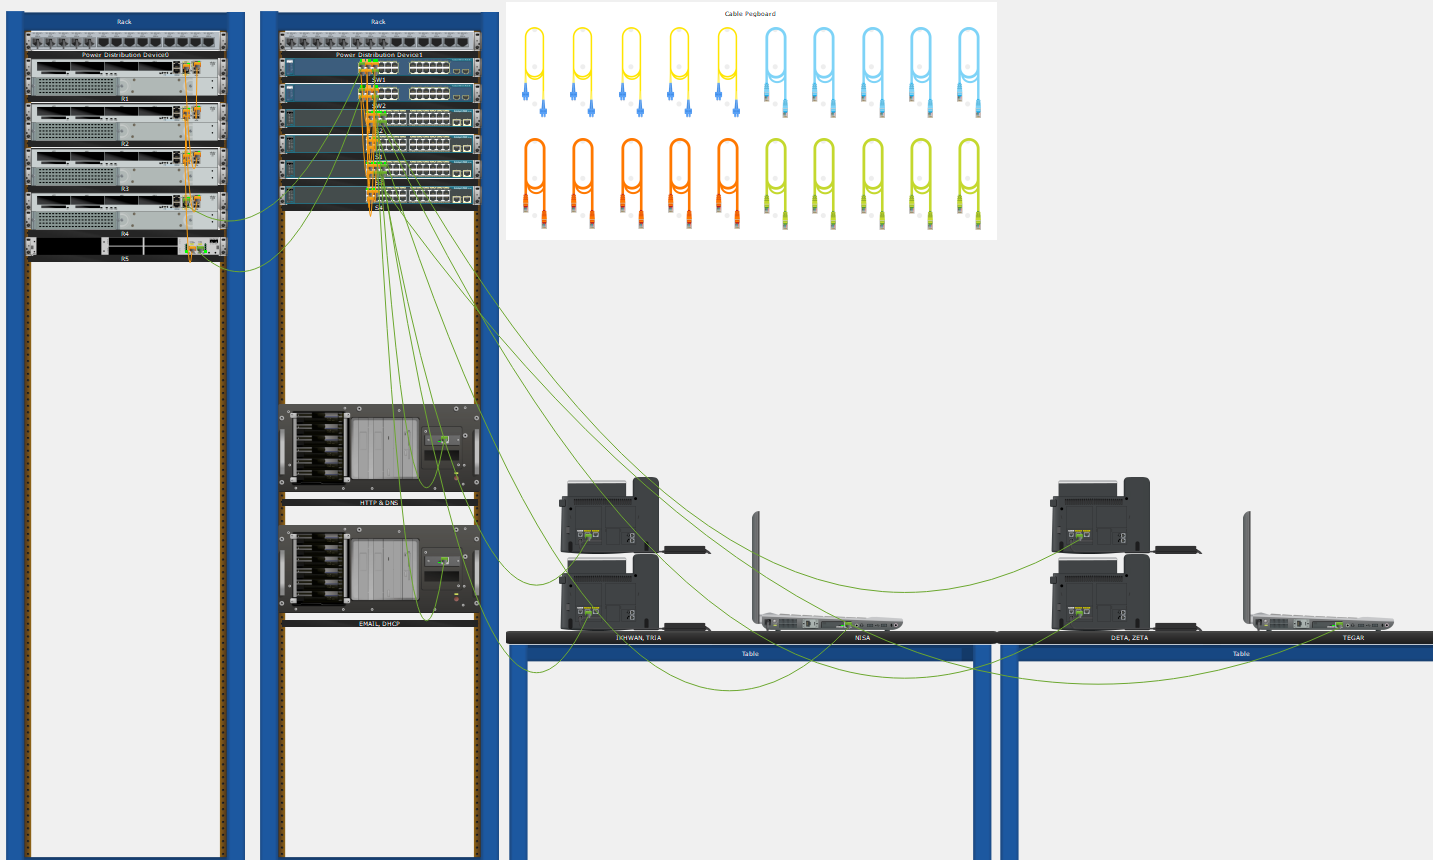 Rack
Power Distribution Device0
R1
R2
R3
R4
R5
Rack
Power Distribution Device1
SW1
SW2
S4
HTTP & DNS
EMAIL, DHCP
Cable Pegboard
IKHWAN, TRIA
NISA
Table
DETA, ZETA
TEGAR
Table